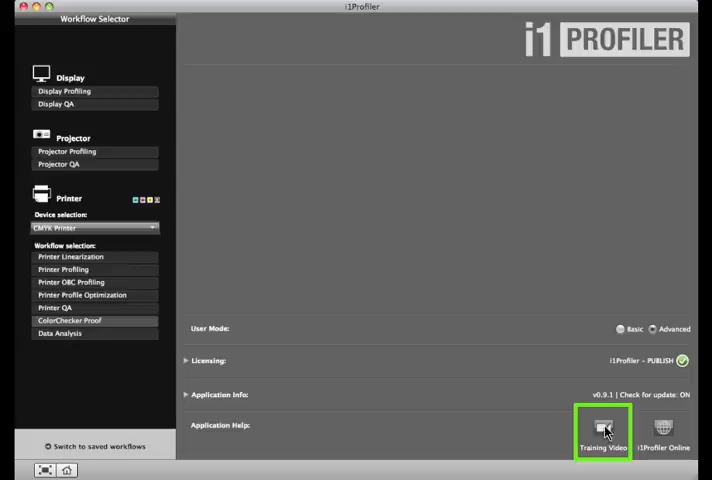 i1Profiler
Workflow Selector
i1 PROFILER
Display
Display Profiling
Display QA
Projector
Projector Profiling
Projector QA
Printer
Device selection:
CMYK Printer
Workflow selection:
Printer Linearization
Printer Profiling
Printer OBC Profiling
Printer Profile Optimization
Printer QA
ColorChecker Proof
Data Analysis
Switch to saved workflows
User Mode: Basic Advanced
Licensing: i1Profiler - PUBLISH
Application Info: v0.9.1 | Check for update: ON
Application Help:
Training Video i1Profiler Online